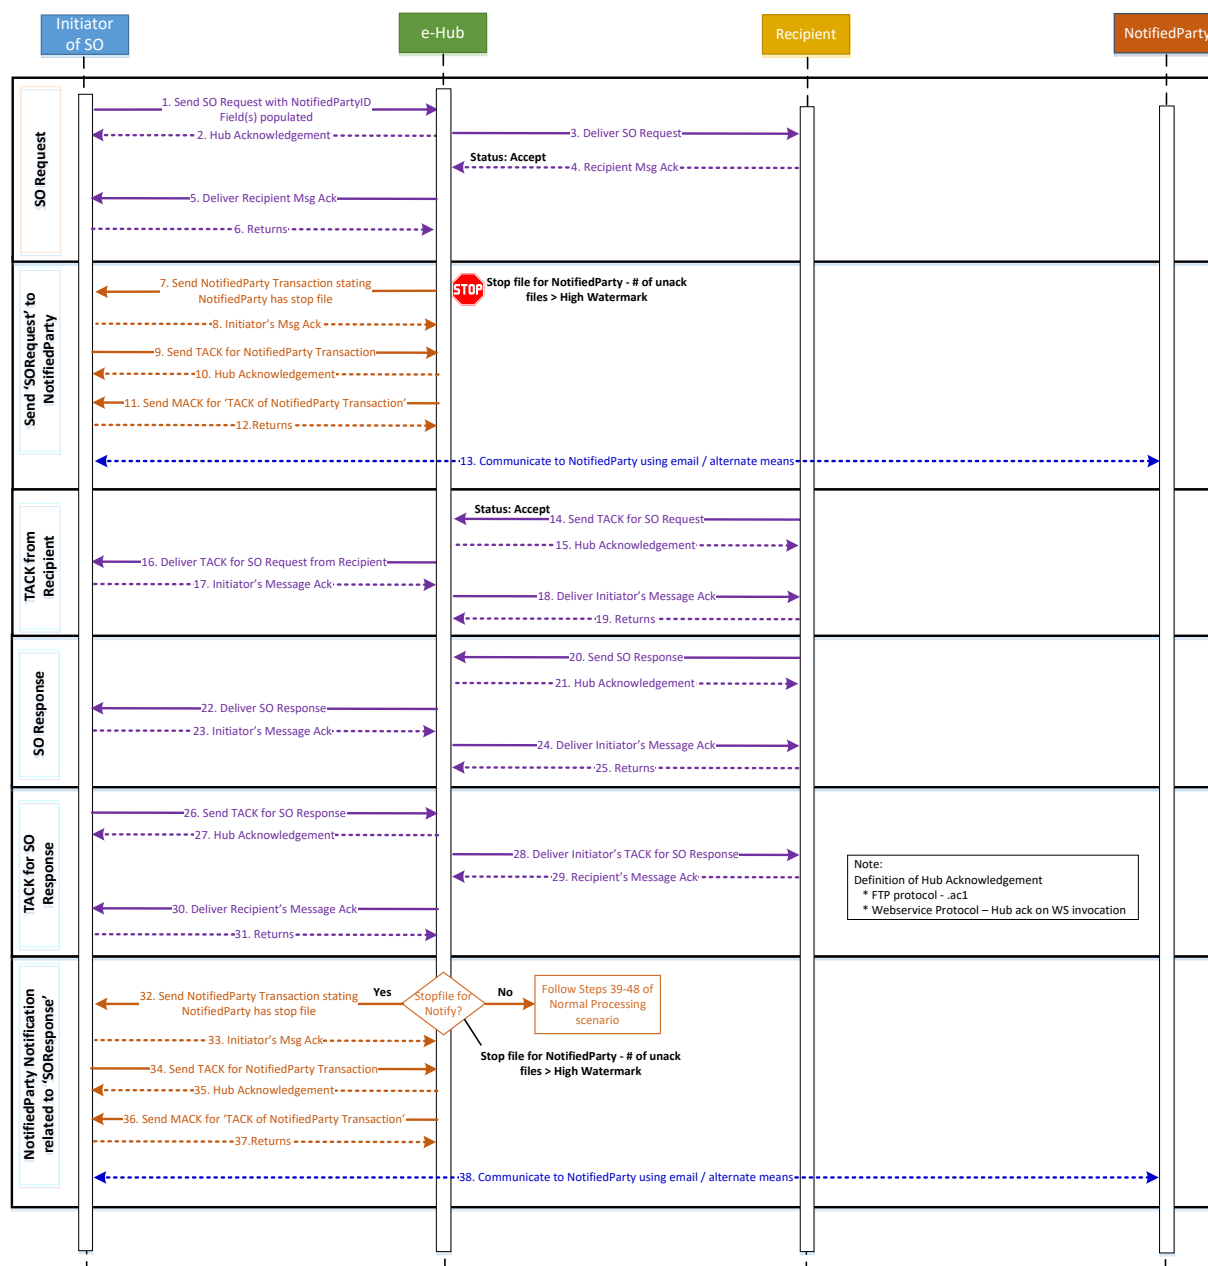 Initiator
of SO
e-Hub
Recipient
NotifiedParty
SO Request
1. Send SO Request with NotifiedPartyID
Field(s) populated
2. Hub Acknowledgement
3. Deliver SO Request
Status: Accept
4. Recipient Msg Ack
5. Deliver Recipient Msg Ack
6. Returns
Send ‘SORequest’ to
NotifiedParty
7. Send NotifiedParty Transaction stating
NotifiedParty has stop file
STOP
Stop file for NotifiedParty - # of unack
files > High Watermark
8. Initiator’s Msg Ack
9. Send TACK for NotifiedParty Transaction
10. Hub Acknowledgement
11. Send MACK for ‘TACK of NotifiedParty Transaction’
12.Returns
13. Communicate to NotifiedParty using email / alternate means
TACK from
Recipient
Status: Accept
14. Send TACK for SO Request
15. Hub Acknowledgement
16. Deliver TACK for SO Request from Recipient
17. Initiator’s Message Ack
18. Deliver Initiator’s Message Ack
19. Returns
SO Response
20. Send SO Response
21. Hub Acknowledgement
22. Deliver SO Response
23. Initiator’s Message Ack
24. Deliver Initiator’s Message Ack
25. Returns
TACK for SO
Response
26. Send TACK for SO Response
27. Hub Acknowledgement
28. Deliver Initiator’s TACK for SO Response
29. Recipient’s Message Ack
30. Deliver Recipient’s Message Ack
31. Returns
Note:
Definition of Hub Acknowledgement
* FTP protocol - .ac1
* Webservice Protocol – Hub ack on WS invocation
NotifiedParty Notification
related to ‘SOResponse’
32. Send NotifiedParty Transaction stating
NotifiedParty has stop file
Yes
Stopfile for
Notify?
No
Follow Steps 39-48 of
Normal Processing
scenario
33. Initiator’s Msg Ack
Stop file for NotifiedParty - # of unack
files > High Watermark
34. Send TACK for NotifiedParty Transaction
35. Hub Acknowledgement
36. Send MACK for ‘TACK of NotifiedParty Transaction’
37.Returns
38. Communicate to NotifiedParty using email / alternate means